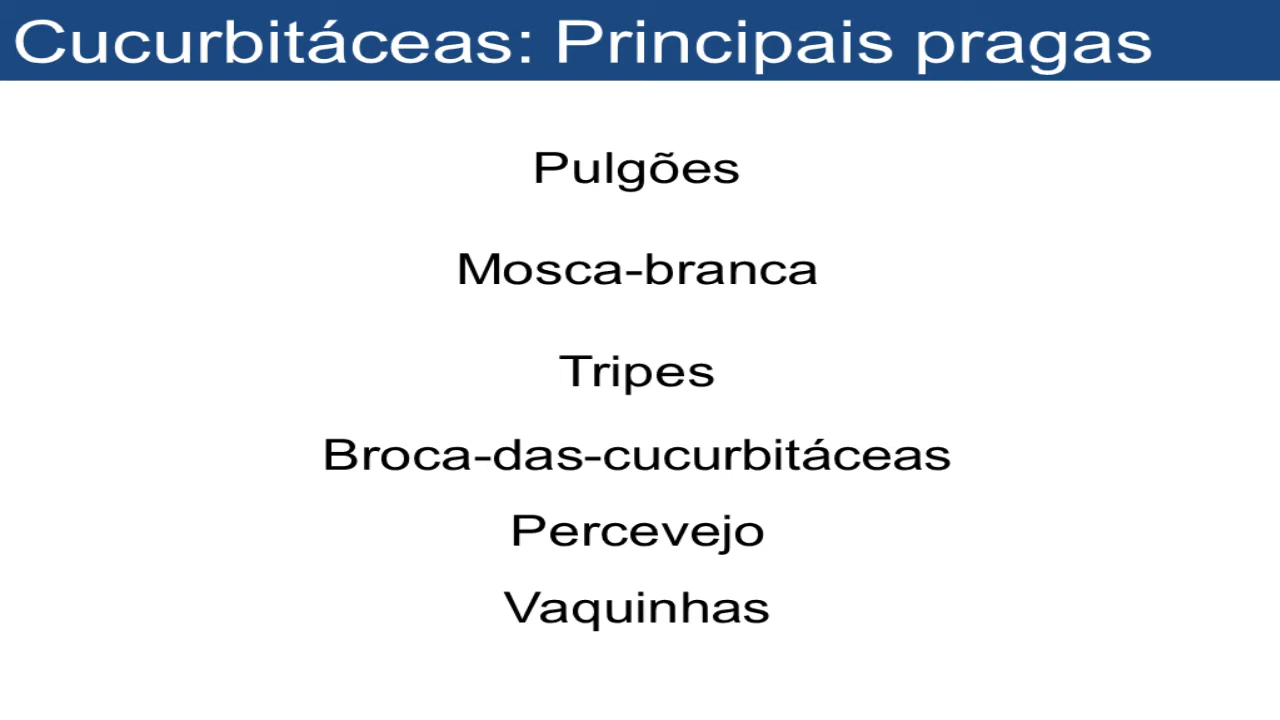 Cucurbitáceas: Principais pragas
Pulgões
Mosca-branca
Tripes
Broca-das-cucurbitáceas
Percevejo
Vaquinhas